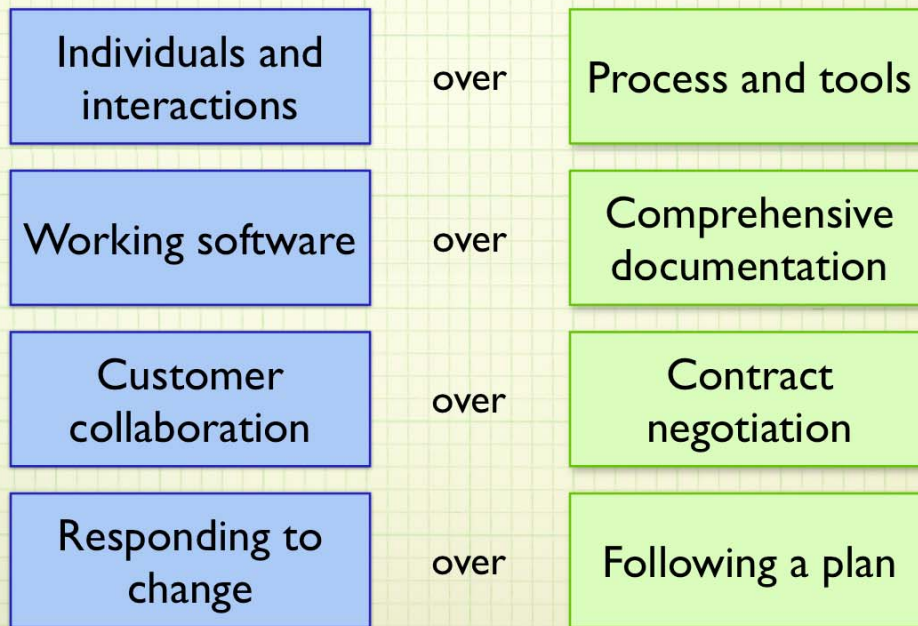 Individuals and
interactions
over
Process and tools
Working software
over
Comprehensive
documentation
Customer
collaboration
over
Contract
negotiation
Responding to
change
over
Following a plan